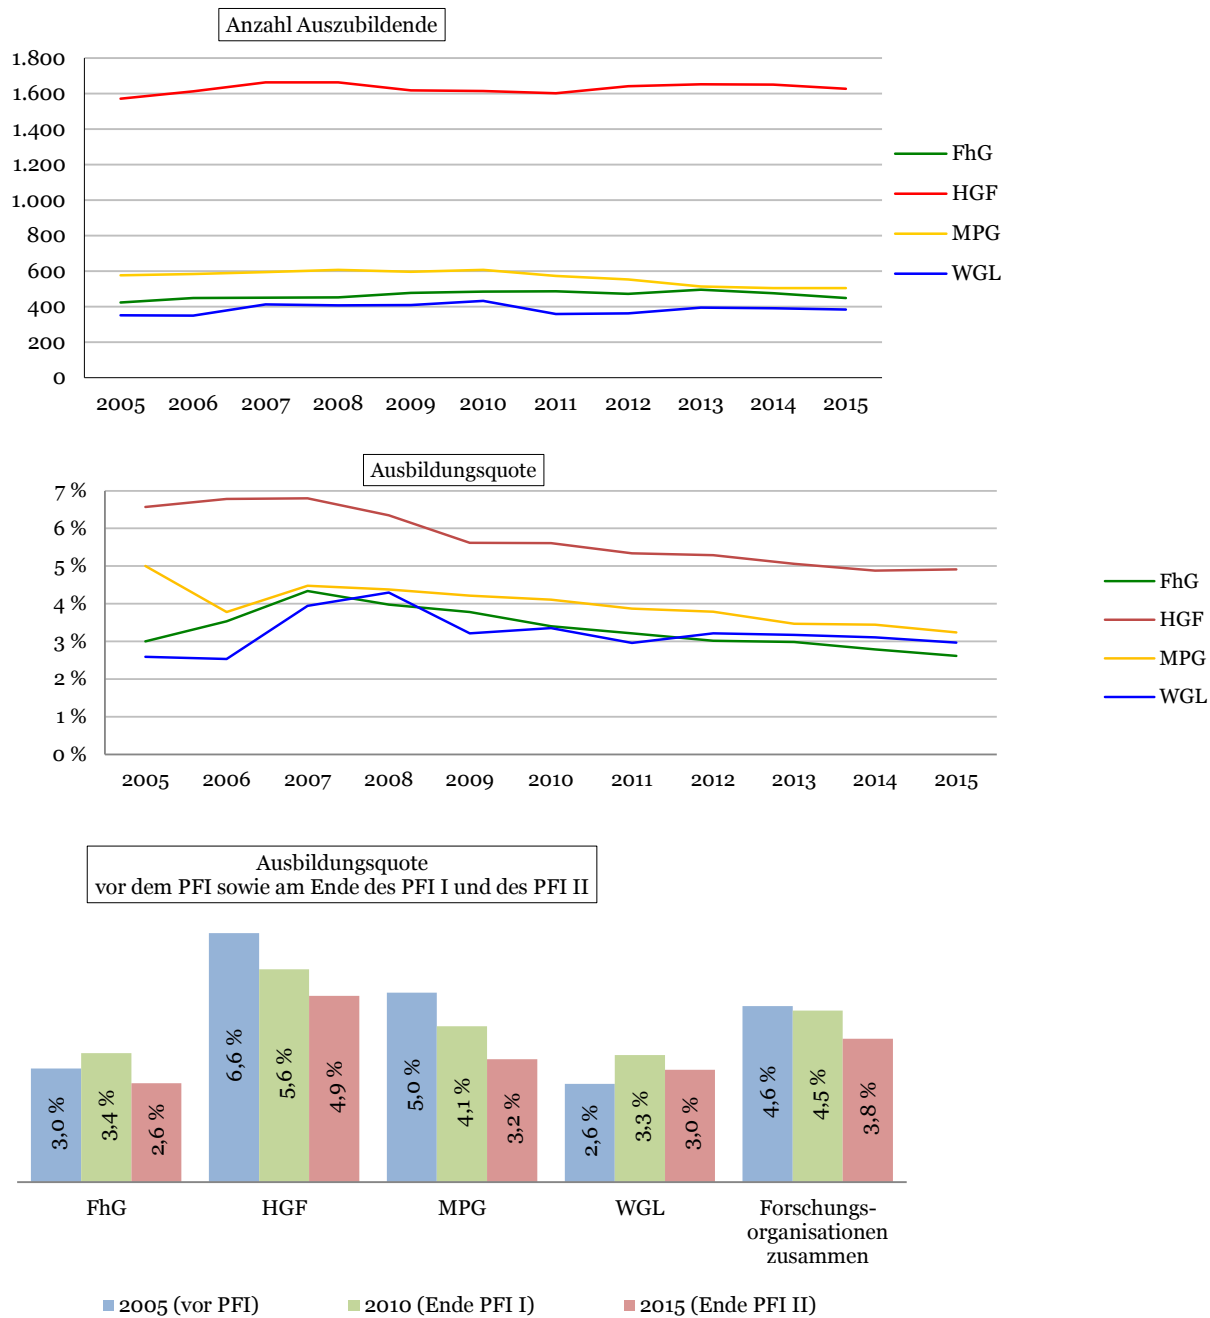 Anzahl Auszubildende
1.800
1.600
1.400
1.200
1.000
800
600
400
200
0
2005 2006 2007 2008 2009 2010 2011 2012 2013 2014 2015
FhG
HGF
MPG
WGL
Ausbildungsquote
7 %
6 %
5 %
4 %
3 %
2 %
1 %
0 %
2005 2006 2007 2008 2009 2010 2011 2012 2013 2014 2015
FhG
HGF
MPG
WGL
Ausbildungsquote
vor dem PFI sowie am Ende des PFI I und des PFI II
3,0 % 3,4 % 2,6 % 6,6 % 5,6 % 4,9 % 5,0 % 4,1 % 3,2 % 2,6 % 3,3 % 3,0 % 4,6 % 4,5 % 3,8 %
FhG HGF MPG WGL Forschungs-
organisationen
zusammen
2005 (vor PFI) 2010 (Ende PFI I) 2015 (Ende PFI II)